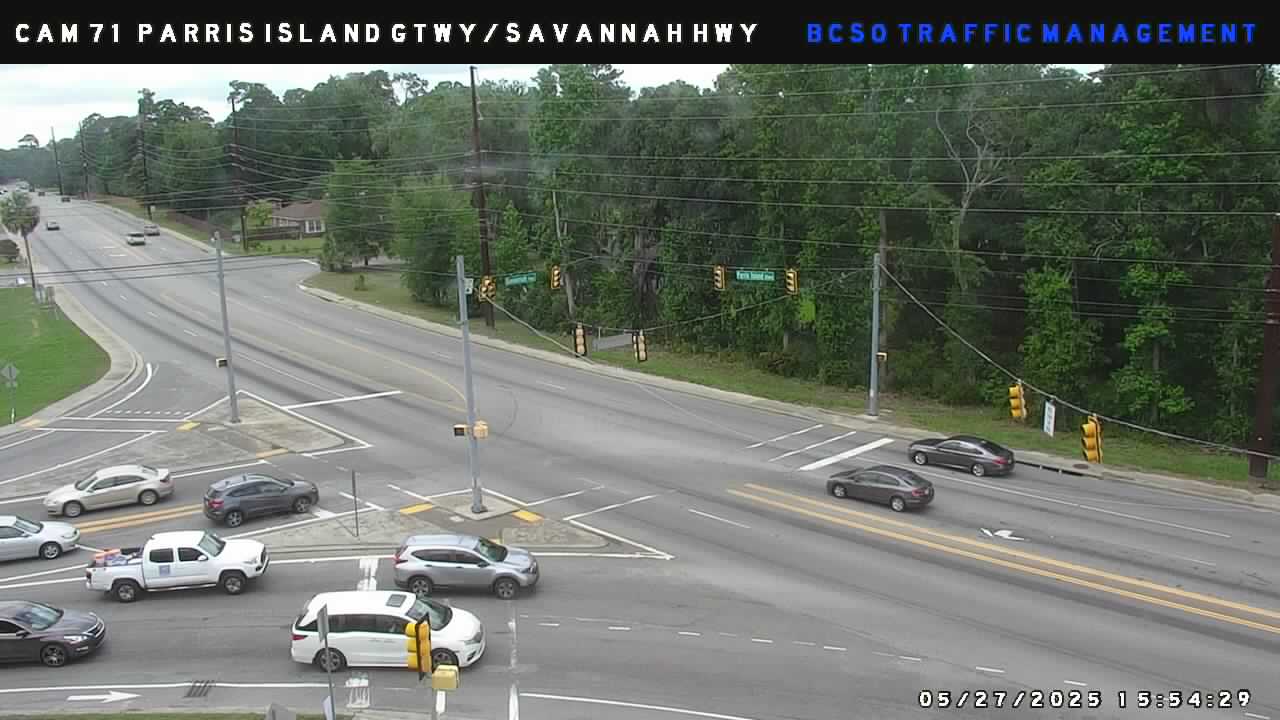 CAM 71 PARRIS ISLAND GTWY/SAVANNAH HWY
BCSO TRAFFIC MANAGEMENT
05/27/2025 15:54:29